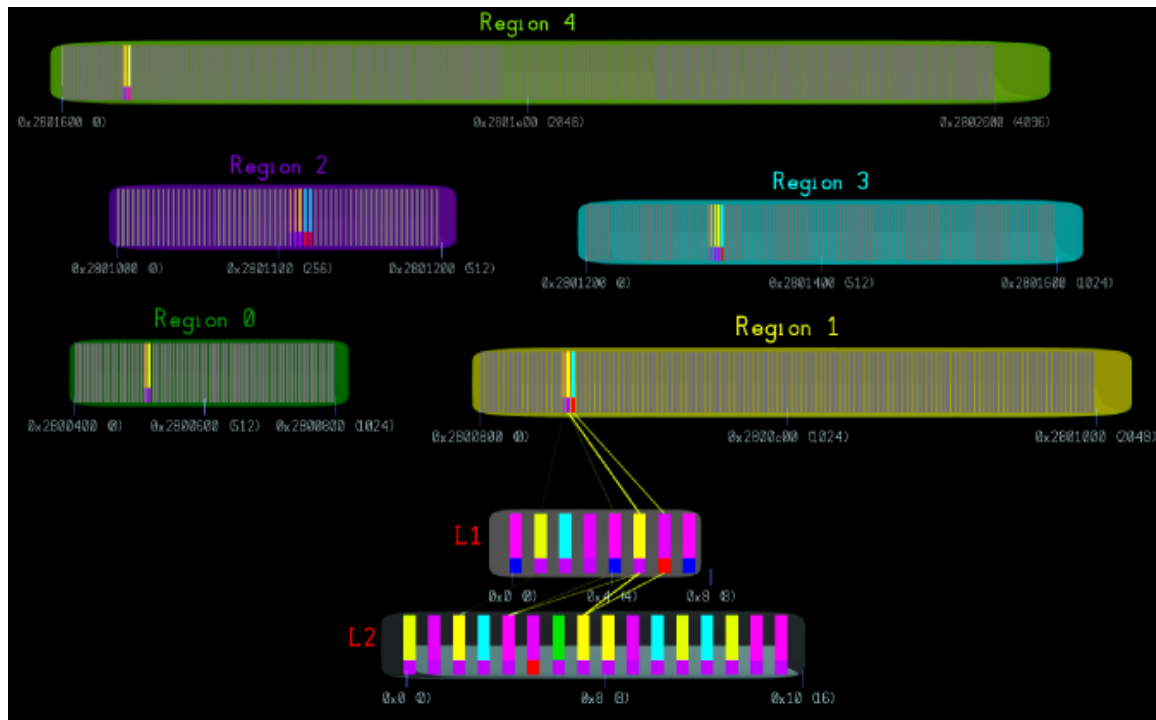 Region 4
0x2801600 (0) 0x2801e00 (2048) 0x2802600 (4096)
Region 2
0x2801000 (0) 0x2801100 (256) 0x2801200 (512)
Region 3
0x2801200 (0) 0x2801400 (512) 0x2801600 (1024)
Region 0
0x2800400 (0) 0x2800600 (512) 0x2800800 (1024)
Region 1
0x2800800 (0) 0x2800c00 (1024) 0x2801000 (2048)
L1
0x0 (0) 0x4 (4) 0x8 (8)
L2
0x0 (0) 0x8 (8) 0x10 (16)